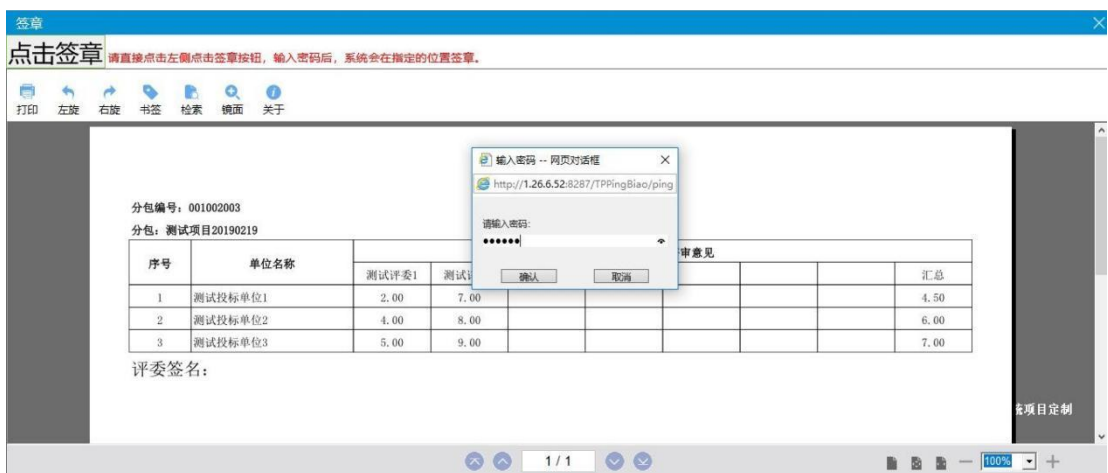 签章
点击签章 请直接点击左侧点击签章按钮，输入密码后，系统会在指定的位置签章。
打印 左旋 右旋 书签 检索 镜面 关于
输入密码 -- 网页对话框
http://1.26.6.52:8287/TPPingBiao/ping
请输入密码:
●●●●●●
确认 取消
分包编号：001002003
分包：测试项目20190219
序号 单位名称 审意见
测试评委1 测试 汇总
1 测试投标单位1 2.00 7.00 4.50
2 测试投标单位2 4.00 8.00 6.00
3 测试投标单位3 5.00 9.00 7.00
评委签名：
项目定制
1 / 1
100%